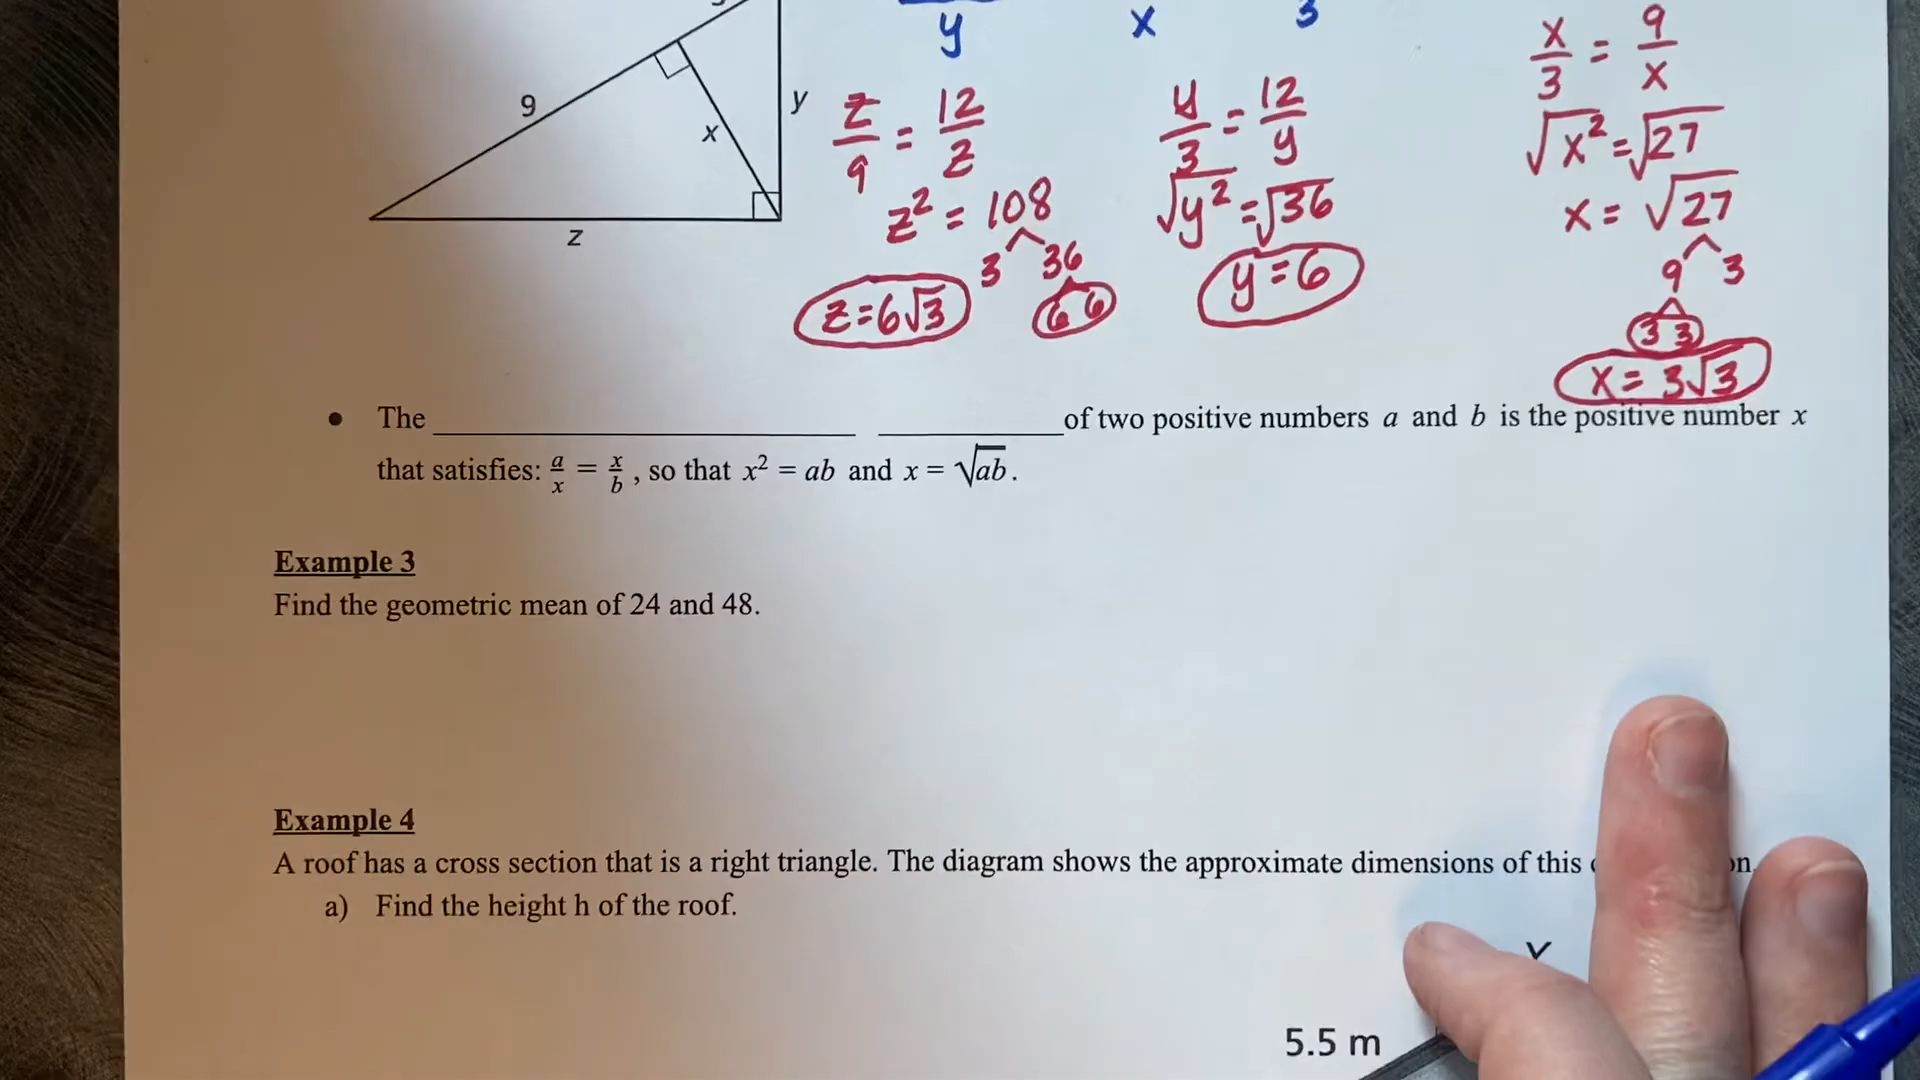 y
x
3
x/3 = 9/x
9
x
y
z
z/9 = 12/z
z² = 108
3 36
6 6
z=6√3
y/3 = 12/y
√y² = √36
y=6
√x² = √27
x = √27
9 3
3 3
x = 3√3
• The ______________ ______ of two positive numbers a and b is the positive number x
that satisfies: a/x = x/b , so that x² = ab and x = √ab.
Example 3
Find the geometric mean of 24 and 48.
Example 4
A roof has a cross section that is a right triangle. The diagram shows the approximate dimensions of this
a) Find the height h of the roof.
5.5 m